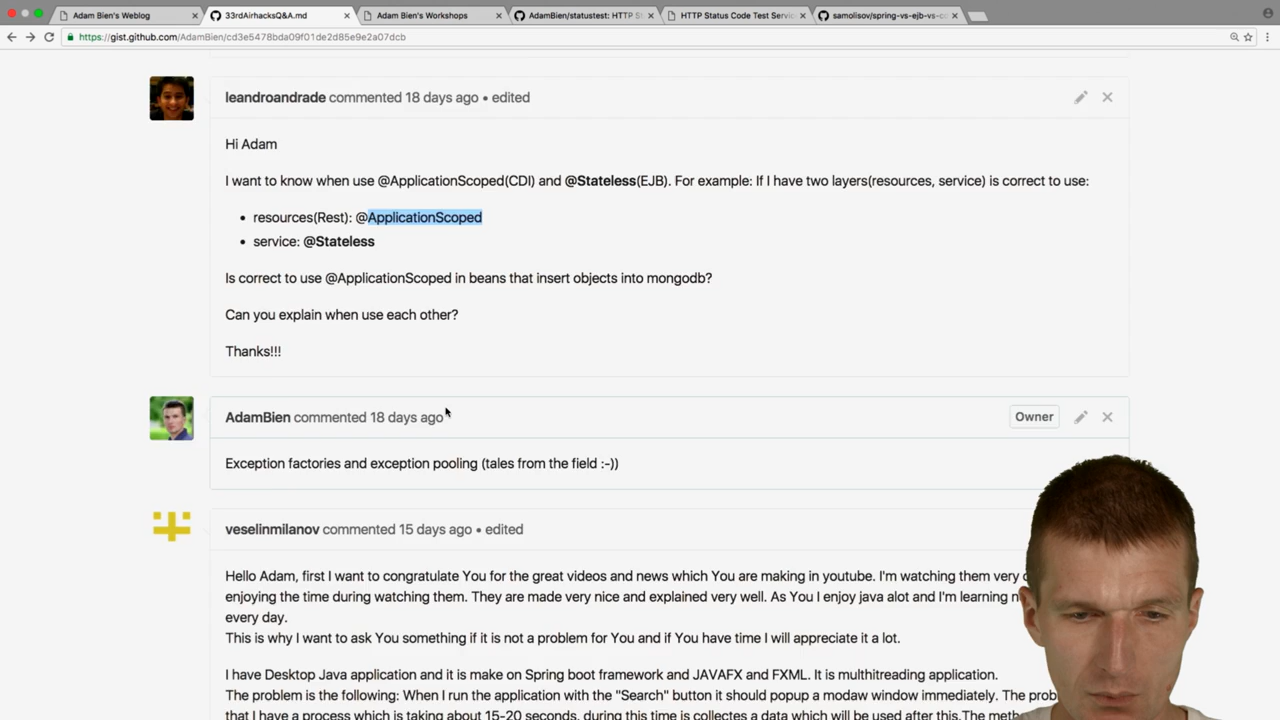 Adam Bien's Weblog
33rdAirhacksQ&A.md
Adam Bien's Workshops
AdamBien/statustest: HTTP S
HTTP Status Code Test Servic
samolisov/spring-vs-ejb-vs-c
https://gist.github.com/AdamBien/cd3e5478bda09f01de2d85e9e2a07dcb
leandroandrade commented 18 days ago • edited
Hi Adam
I want to know when use @ApplicationScoped(CDI) and @Stateless(EJB). For example: If I have two layers(resources, service) is correct to use:
• resources(Rest): @ApplicationScoped
• service: @Stateless
Is correct to use @ApplicationScoped in beans that insert objects into mongodb?
Can you explain when use each other?
Thanks!!!
AdamBien commented 18 days ago
Owner
Exception factories and exception pooling (tales from the field :-))
veselinmilanov commented 15 days ago • edited
Hello Adam, first I want to congratulate You for the great videos and news which You are making in youtube. I'm watching them very
enjoying the time during watching them. They are made very nice and explained very well. As You I enjoy java alot and I'm learning
every day.
This is why I want to ask You something if it is not a problem for You and if You have time I will appreciate it a lot.
I have Desktop Java application and it is make on Spring boot framework and JAVAFX and FXML. It is multihitreading application.
The problem is the following: When I run the application with the "Search" button it should popup a modaw window immediately. The prob
that I have a process which is taking about 15-20 seconds, during this time is collectes a data which will be used after this.The meth